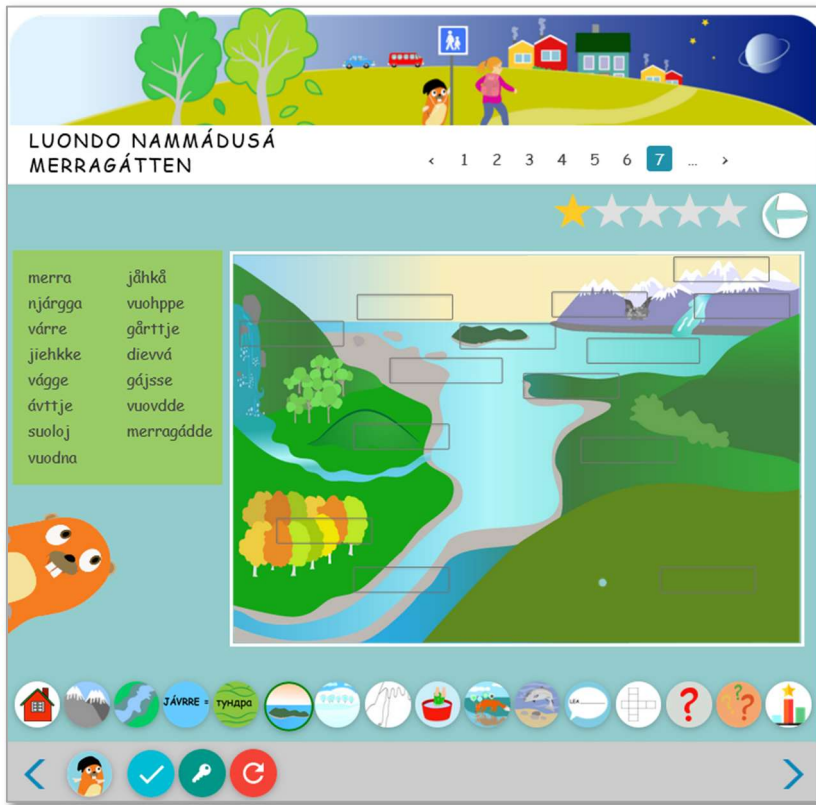 LUONDO NAMMÁDUSÁ
MERRAGÁTTEN
‹ 1 2 3 4 5 6 7 ... ›
merra
njárgga
várre
jiehkke
vágge
ávttje
suoloj
vuodna
jåhkå
vuohppe
gårttje
dievvá
gájsse
vuovdde
merragádde
JÁVRRE =
тундра
LEA
? ? ? ?